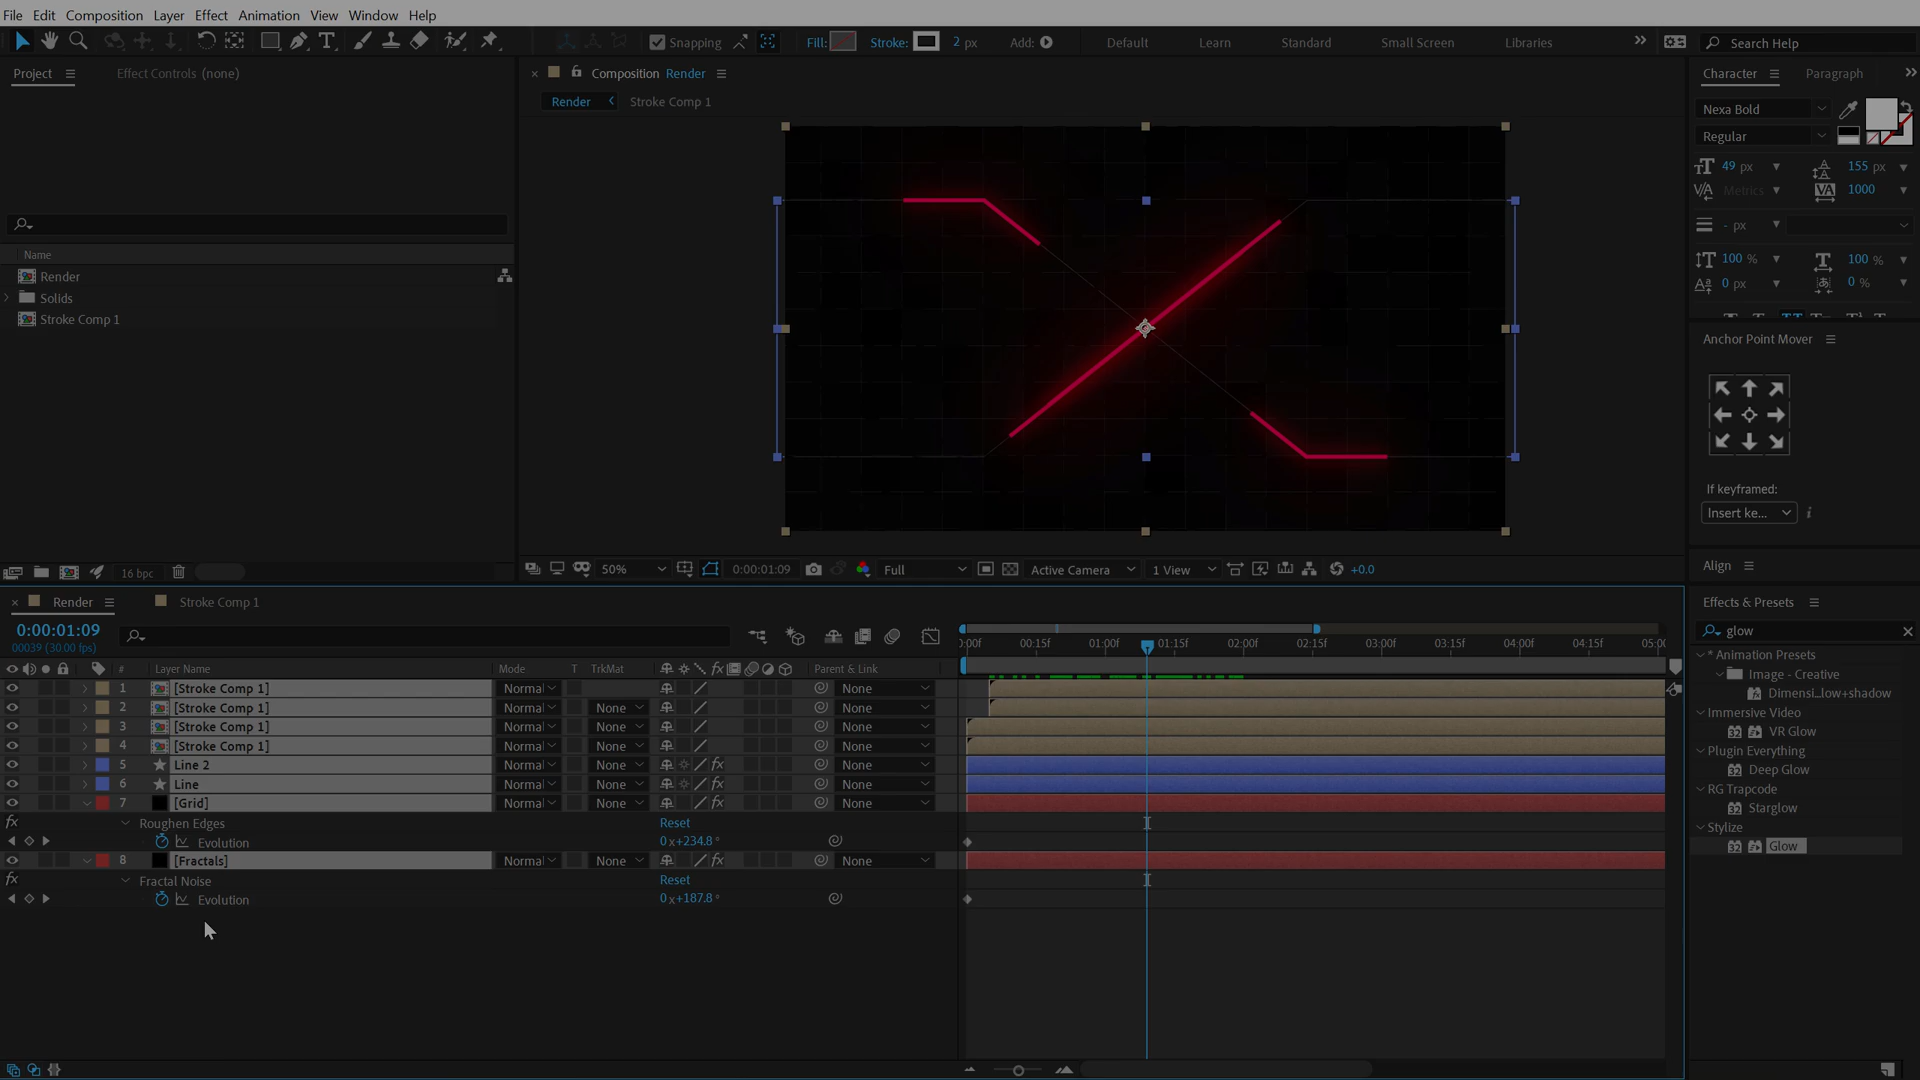 File Edit Composition Layer Effect Animation View Window Help
Snapping Fill: Stroke: 2 px Add: Default Learn Standard Small Screen Libraries Search Help
Project Effect Controls (none)
Composition Render
Render Stroke Comp 1
Name
Render
Solids
Stroke Comp 1
16 bpc
50% 0:00:01:09 Full Active Camera 1 View +0.0
Character Paragraph
Nexa Bold
Regular
49 px 155 px
Metrics 1000
- px
100 % 100 %
0 px 0 %
Anchor Point Mover
If keyframed:
Insert ke...
Align
Effects & Presets
glow
* Animation Presets
Image - Creative
Dimensi...low+shadow
Immersive Video
VR Glow
Plugin Everything
Deep Glow
RG Trapcode
Starglow
Stylize
Glow
Render Stroke Comp 1
0:00:01:09
00039 (30.00 fps)
:00f 00:15f 01:00f 01:15f 02:00f 02:15f 03:00f 03:15f 04:00f 04:15f 05:00
# Layer Name Mode T TrkMat Parent & Link
1 [Stroke Comp 1] Normal None
2 [Stroke Comp 1] Normal None None
3 [Stroke Comp 1] Normal None None
4 [Stroke Comp 1] Normal None None
5 Line 2 Normal None None
6 Line Normal None None
7 [Grid] Normal None None
Roughen Edges Reset
Evolution 0x+234.8°
8 [Fractals] Normal None None
Fractal Noise Reset
Evolution 0x+187.8°